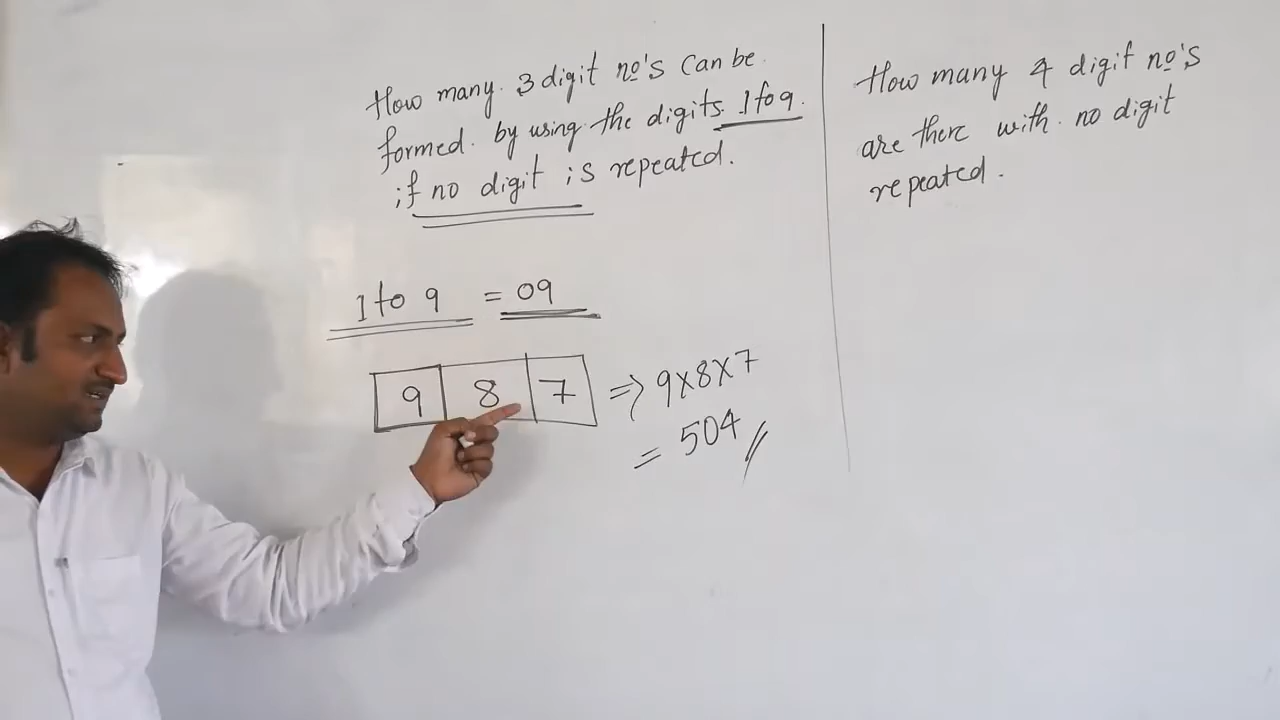 How many 3 digit no's can be
formed by using the digits 1 to 9.
if no digit is repeated.
1 to 9 = 09
9 8 7 => 9x8x7
= 504 //
How many 4 digit no's
are there with no digit
repeated.